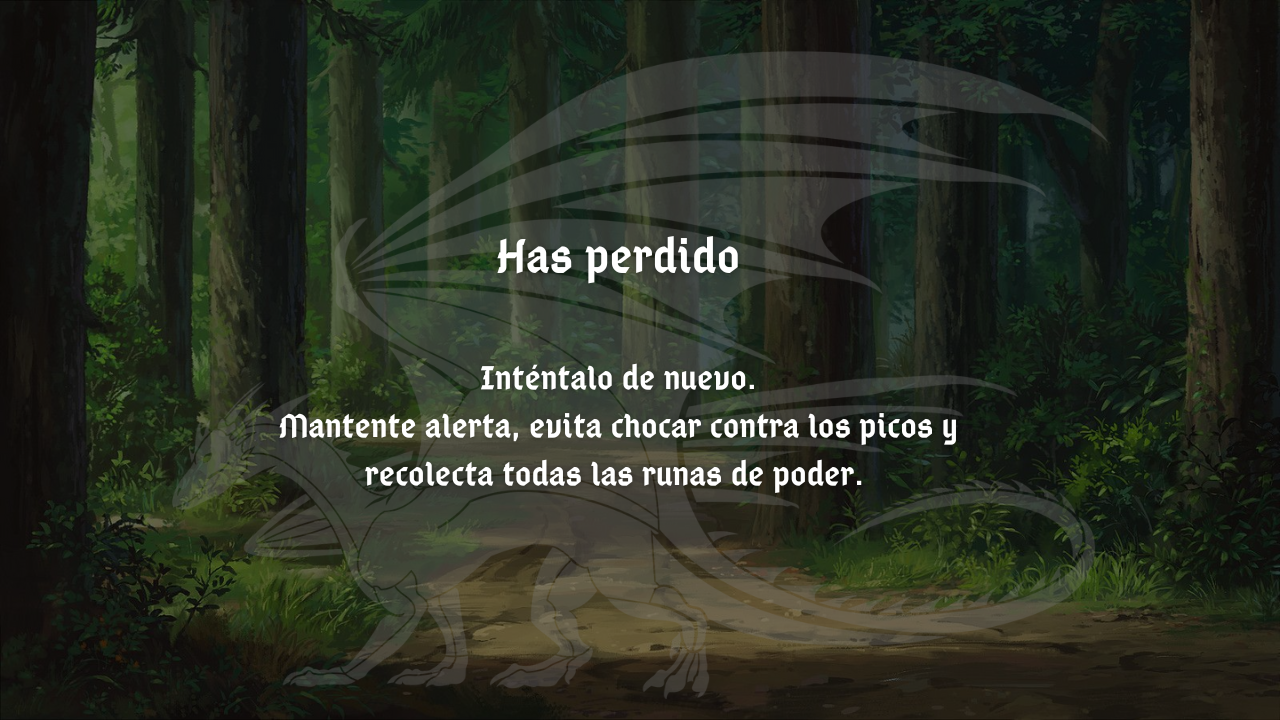 Has perdido
Inténtalo de nuevo.
Mantente alerta, evita chocar contra los picos y
recolecta todas las runas de poder.